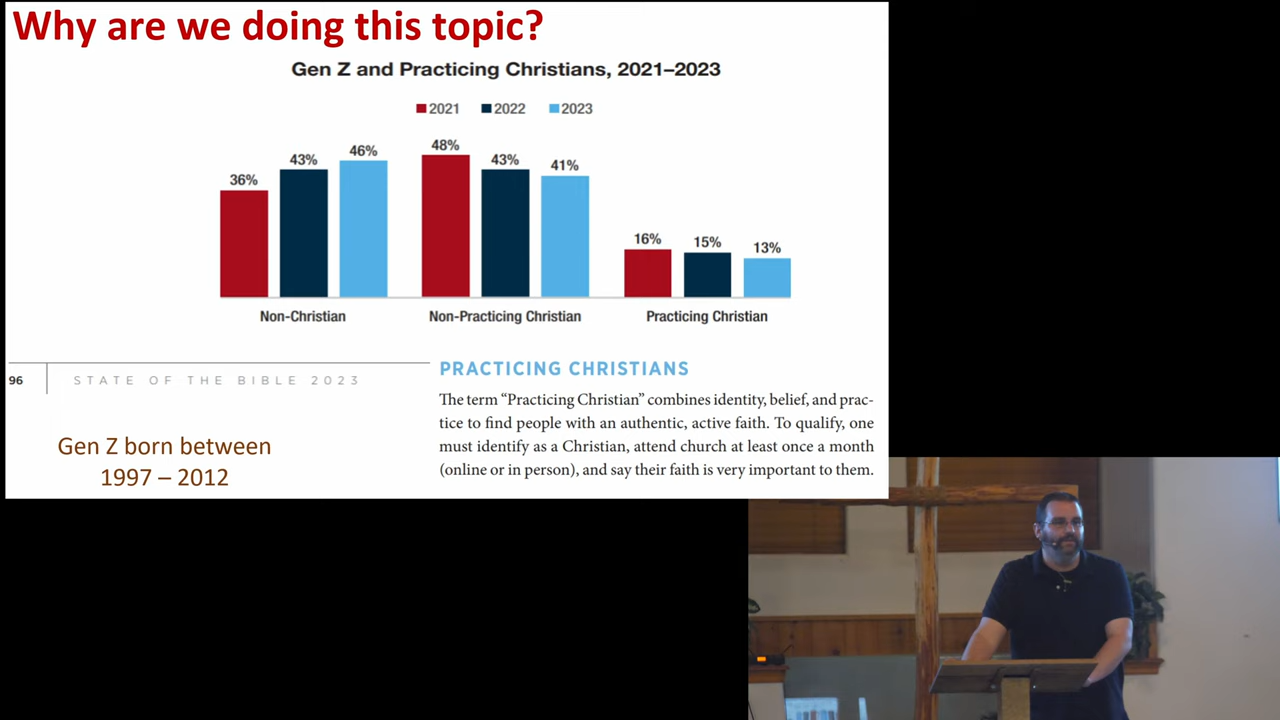 Why are we doing this topic?
Gen Z and Practicing Christians, 2021–2023
2021 2022 2023
36% 43% 46% 48% 43% 41% 16% 15% 13%
Non-Christian Non-Practicing Christian Practicing Christian
96 STATE OF THE BIBLE 2023
Gen Z born between
1997 – 2012
PRACTICING CHRISTIANS
The term “Practicing Christian” combines identity, belief, and prac-
tice to find people with an authentic, active faith. To qualify, one
must identify as a Christian, attend church at least once a month
(online or in person), and say their faith is very important to them.